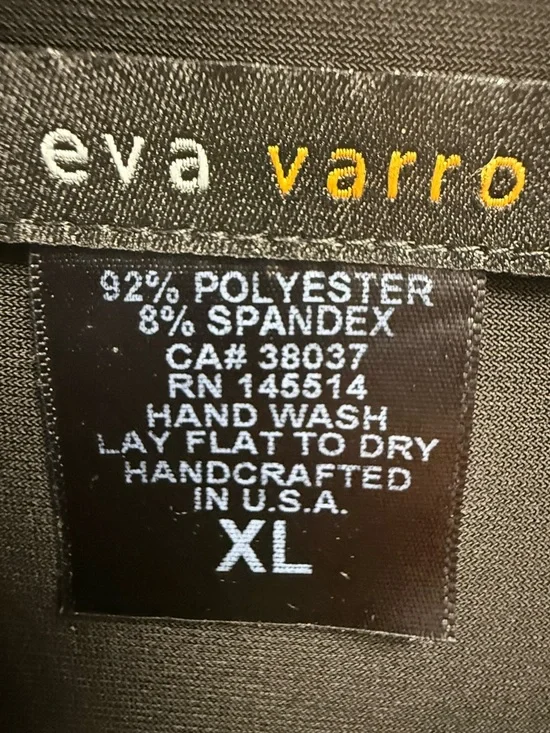 eva varro
92% POLYESTER
8% SPANDEX
CA# 38037
RN 145514
HAND WASH
LAY FLAT TO DRY
HANDCRAFTED
IN U.S.A.
XL